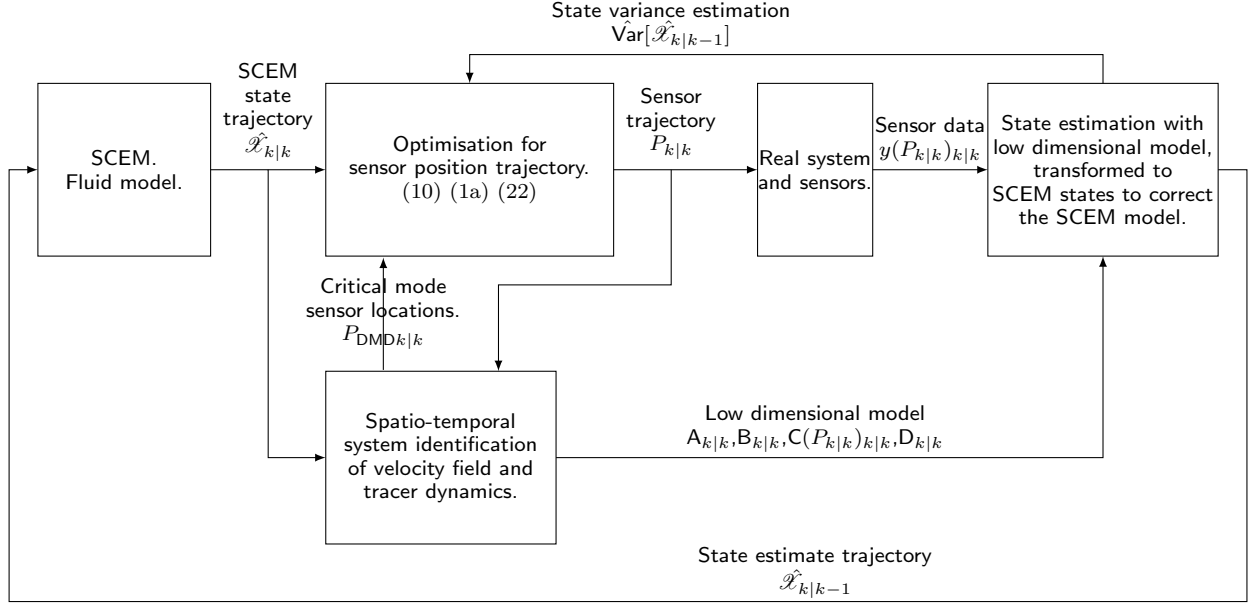 State variance estimation
V̂ar[𝒳̂ₖ|ₖ₋₁]
SCEM
state
trajectory
𝒳̂ₖ|ₖ
SCEM.
Fluid model.
Optimisation for
sensor position trajectory.
(10) (1a) (22)
Sensor
trajectory
Pₖ|ₖ
Real system
and sensors.
Sensor data
y(Pₖ|ₖ)ₖ|ₖ
State estimation with
low dimensional model,
transformed to
SCEM states to correct
the SCEM model.
Critical mode
sensor locations.
P_DMDₖ|ₖ
Spatio-temporal
system identification
of velocity field and
tracer dynamics.
Low dimensional model
Aₖ|ₖ,Bₖ|ₖ,C(Pₖ|ₖ)ₖ|ₖ,Dₖ|ₖ
State estimate trajectory
𝒳̂ₖ|ₖ₋₁